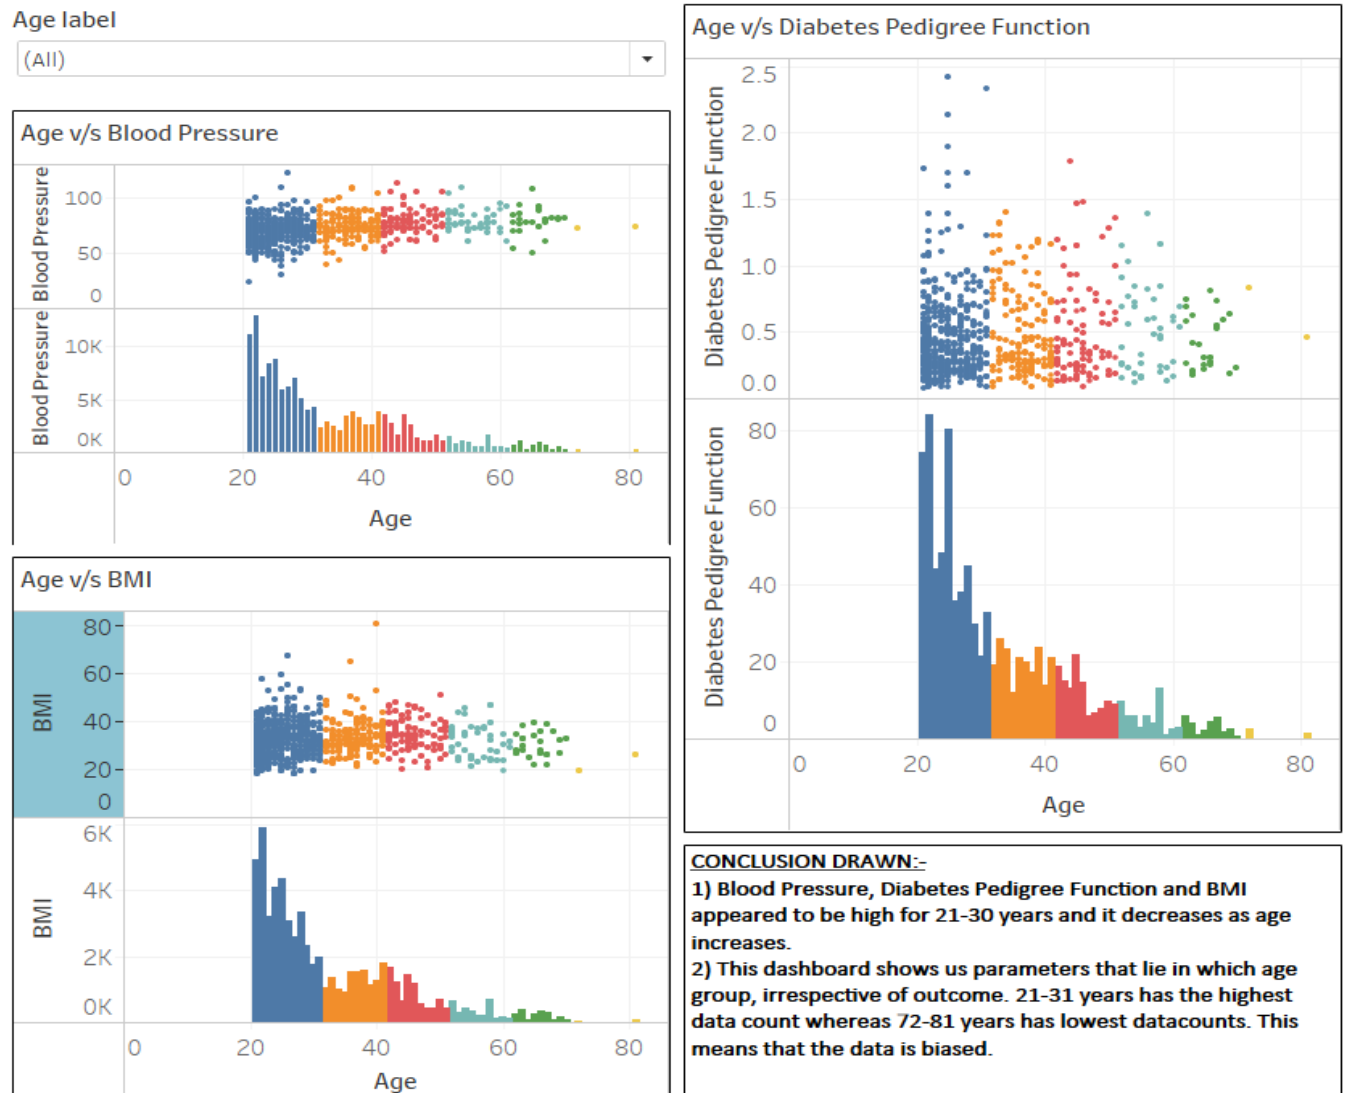 Age label
(All)
Age v/s Blood Pressure
Blood Pressure
100
50
0
Blood Pressure
10K
5K
0K
0 20 40 60 80
Age
Age v/s BMI
BMI
80
60
40
20
0
BMI
6K
4K
2K
0K
0 20 40 60 80
Age
Age v/s Diabetes Pedigree Function
Diabetes Pedigree Function
2.5
2.0
1.5
1.0
0.5
0.0
Diabetes Pedigree Function
80
60
40
20
0
0 20 40 60 80
Age
CONCLUSION DRAWN:-
1) Blood Pressure, Diabetes Pedigree Function and BMI
appeared to be high for 21-30 years and it decreases as age
increases.
2) This dashboard shows us parameters that lie in which age
group, irrespective of outcome. 21-31 years has the highest
data count whereas 72-81 years has lowest datacounts. This
means that the data is biased.